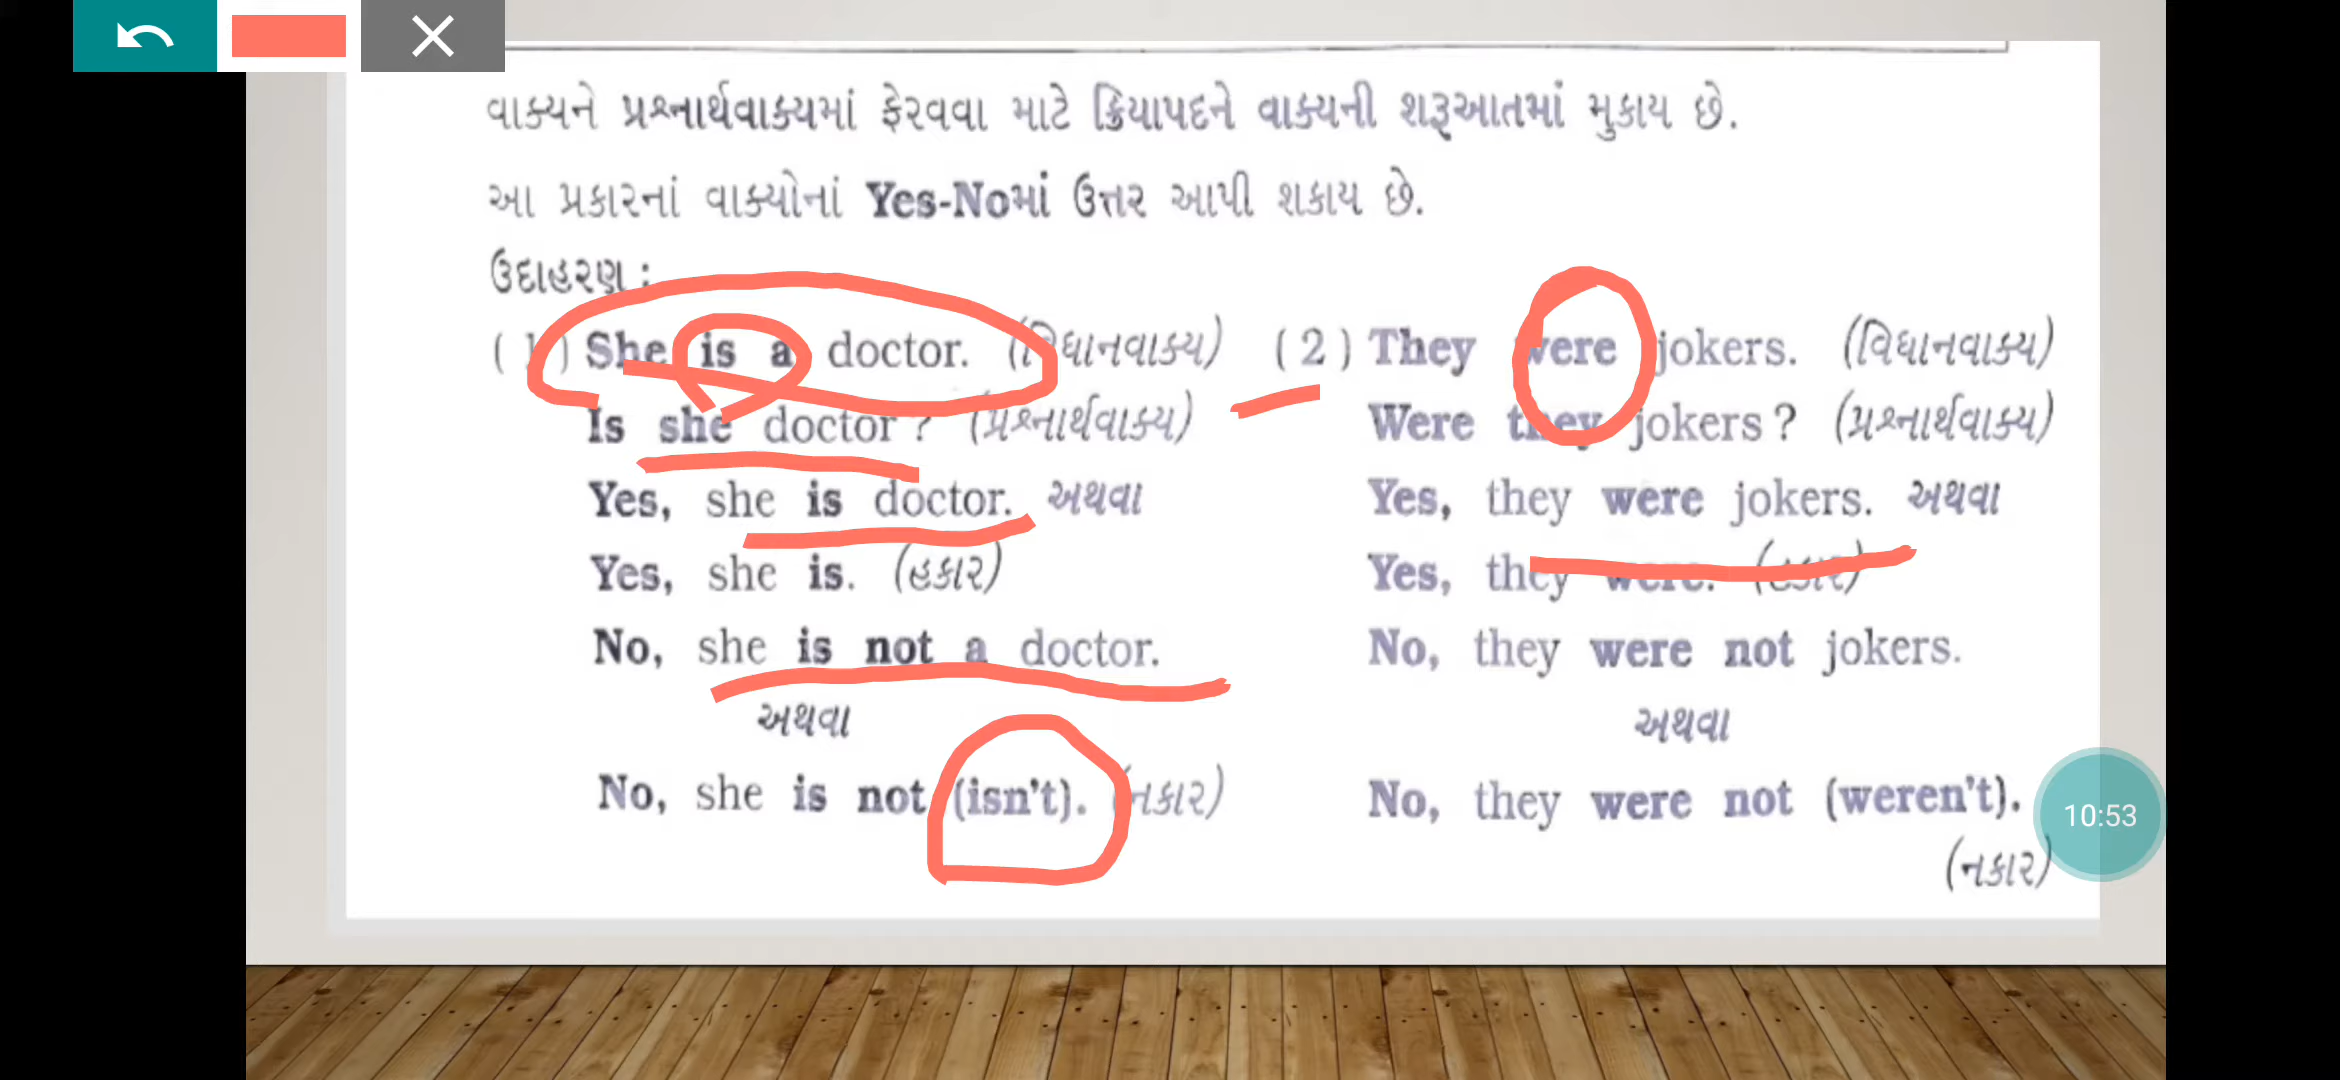 વાક્યને પ્રશ્નાર્થવાક્યમાં ફેરવવા માટે ક્રિયાપદને વાક્યની શરૂઆતમાં મુકાય છે.
આ પ્રકારનાં વાક્યોનાં Yes-Noમાં ઉત્તર આપી શકાય છે.
ઉદાહરણ :
( 1 ) She is a doctor. (વિધાનવાક્ય)
Is she doctor ? (પ્રશ્નાર્થવાક્ય)
Yes, she is doctor. અથવા
Yes, she is. (હકાર)
No, she is not a doctor.
અથવા
No, she is not (isn't). (નકાર)
( 2 ) They were jokers. (વિધાનવાક્ય)
Were they jokers ? (પ્રશ્નાર્થવાક્ય)
Yes, they were jokers. અથવા
Yes, they were. (હકાર)
No, they were not jokers.
અથવા
No, they were not (weren't).
(નકાર)
10:53